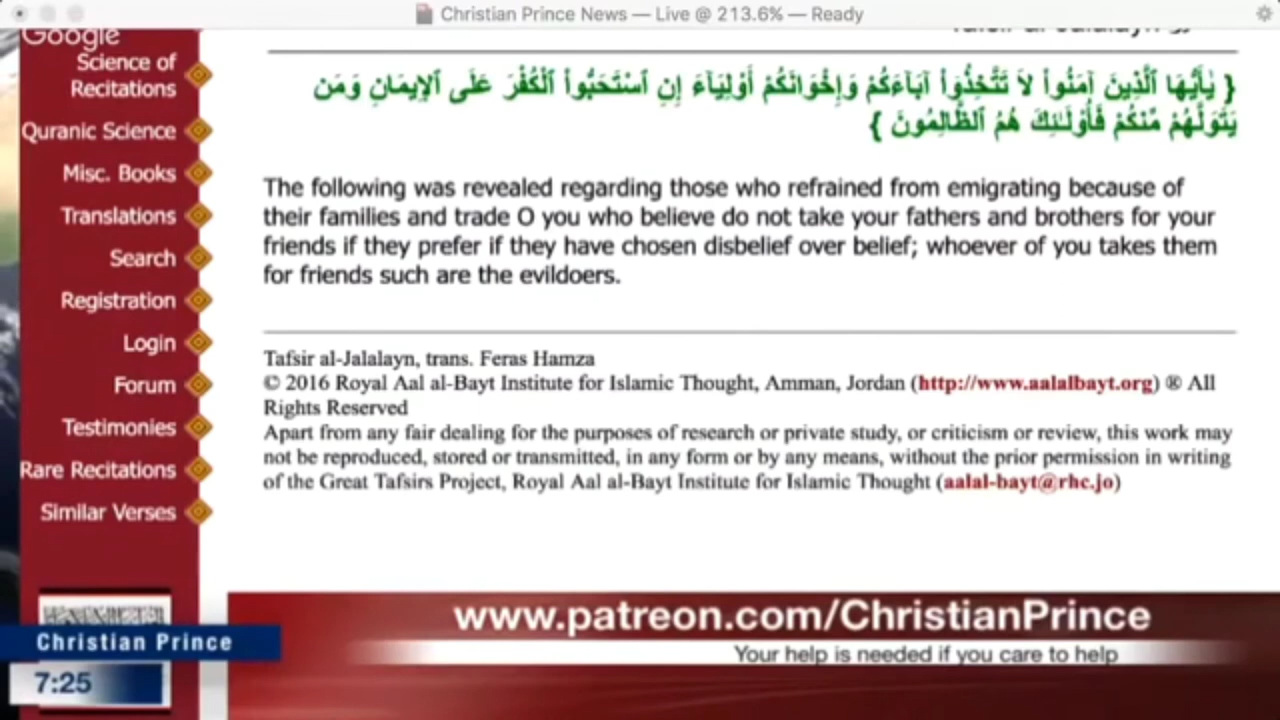 Christian Prince News — Live @ 213.6% — Ready
Google
Science of
Recitations
Quranic Science
Misc. Books
Translations
Search
Registration
Login
Forum
Testimonies
Rare Recitations
Similar Verses
{ يٰأَيُّهَا ٱلَّذِينَ آمَنُواْ لاَ تَتَّخِذُوۤاْ آبَآءَكُمْ وَإِخْوَانَكُمْ أَوْلِيَآءَ إِنِ ٱسْتَحَبُّواْ ٱلْكُفْرَ عَلَى ٱلإِيمَانِ وَمَن
يَتَوَلَّهُمْ مِّنكُمْ فَأُوْلَـٰئِكَ هُمُ ٱلظَّالِمُونَ }
The following was revealed regarding those who refrained from emigrating because of
their families and trade O you who believe do not take your fathers and brothers for your
friends if they prefer if they have chosen disbelief over belief; whoever of you takes them
for friends such are the evildoers.
Tafsir al-Jalalayn, trans. Feras Hamza
© 2016 Royal Aal al-Bayt Institute for Islamic Thought, Amman, Jordan (http://www.aalalbayt.org) ® All
Rights Reserved
Apart from any fair dealing for the purposes of research or private study, or criticism or review, this work may
not be reproduced, stored or transmitted, in any form or by any means, without the prior permission in writing
of the Great Tafsirs Project, Royal Aal al-Bayt Institute for Islamic Thought (aalal-bayt@rhc.jo)
www.patreon.com/ChristianPrince
Your help is needed if you care to help
Christian Prince
7:25